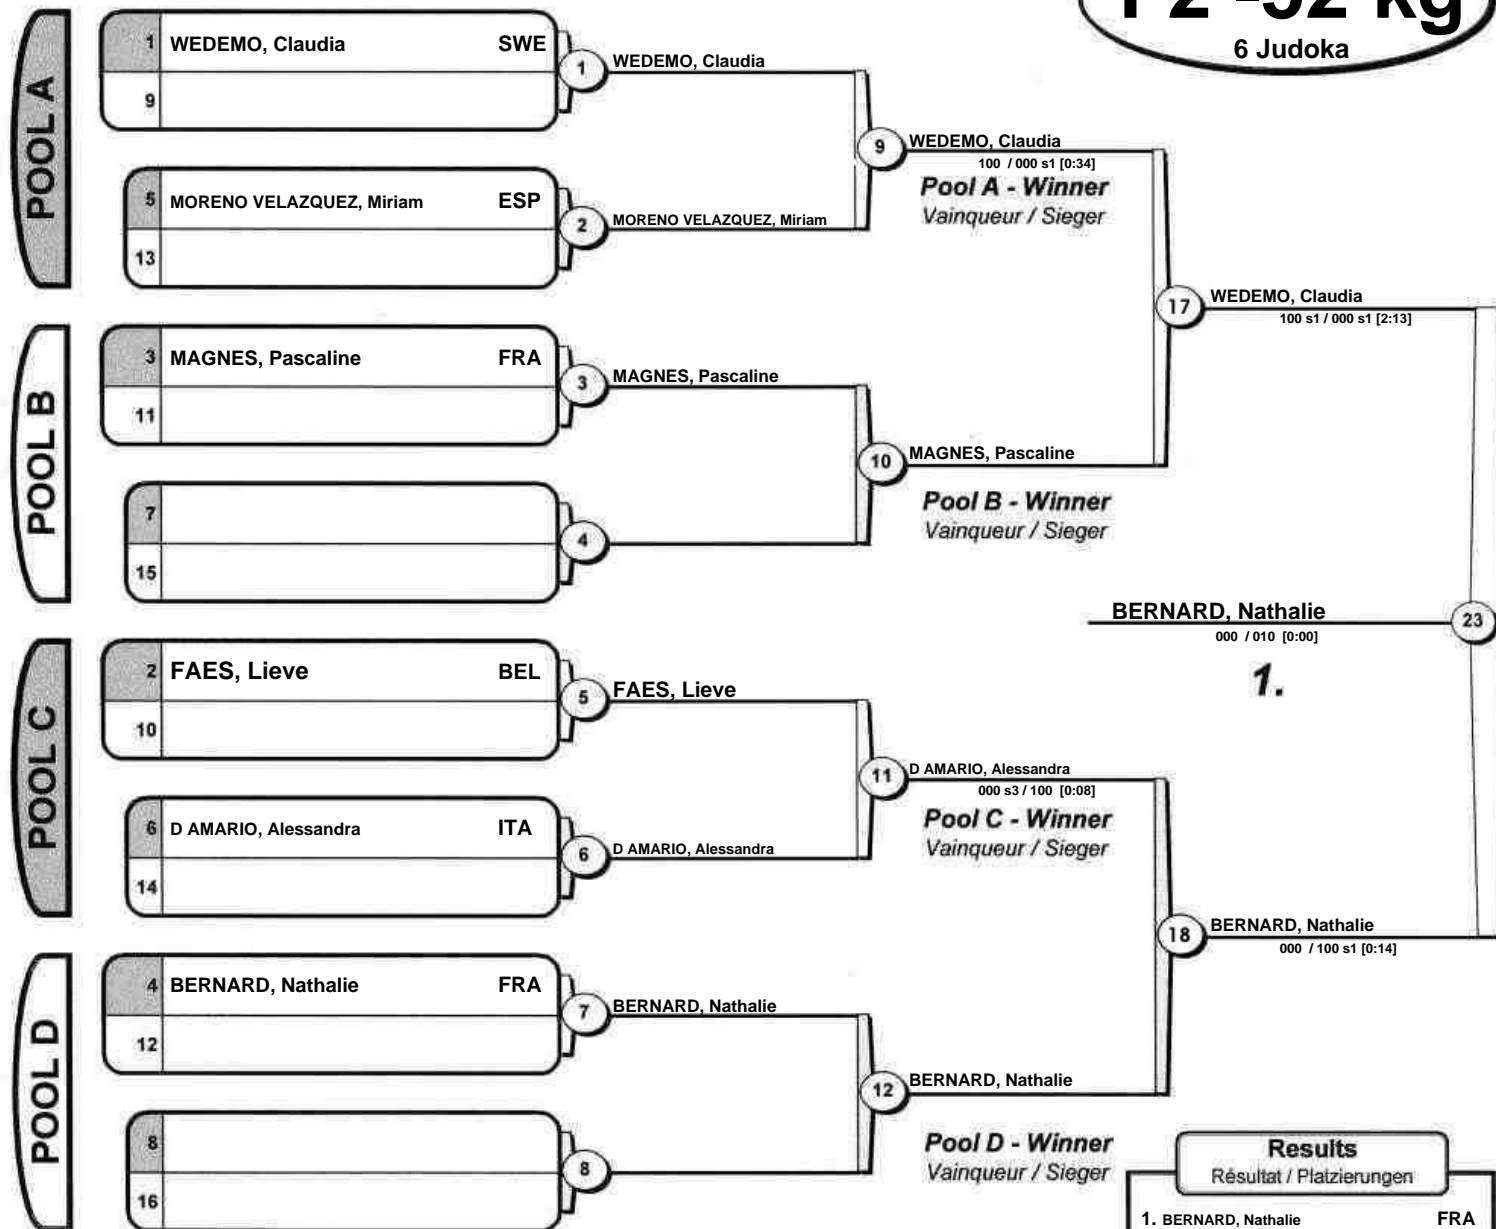 F2 -52 kg
6 Judoka
POOL A
1 WEDEMO, Claudia SWE
9
1 WEDEMO, Claudia
5 MORENO VELAZQUEZ, Miriam ESP
13
2 MORENO VELAZQUEZ, Miriam
9 WEDEMO, Claudia
100 / 000 s1 [0:34]
Pool A - Winner
Vainqueur / Sieger
POOL B
3 MAGNES, Pascaline FRA
11
3 MAGNES, Pascaline
7
15
4
10 MAGNES, Pascaline
Pool B - Winner
Vainqueur / Sieger
17 WEDEMO, Claudia
100 s1 / 000 s1 [2:13]
BERNARD, Nathalie 23
000 / 010 [0:00]
1.
POOL C
2 FAES, Lieve BEL
10
5 FAES, Lieve
6 D AMARIO, Alessandra ITA
14
6 D AMARIO, Alessandra
11 D AMARIO, Alessandra
000 s3 / 100 [0:08]
Pool C - Winner
Vainqueur / Sieger
18 BERNARD, Nathalie
000 / 100 s1 [0:14]
POOL D
4 BERNARD, Nathalie FRA
12
7 BERNARD, Nathalie
8
16
8
12 BERNARD, Nathalie
Pool D - Winner
Vainqueur / Sieger
Results
Résultat / Platzierungen
1. BERNARD, Nathalie FRA